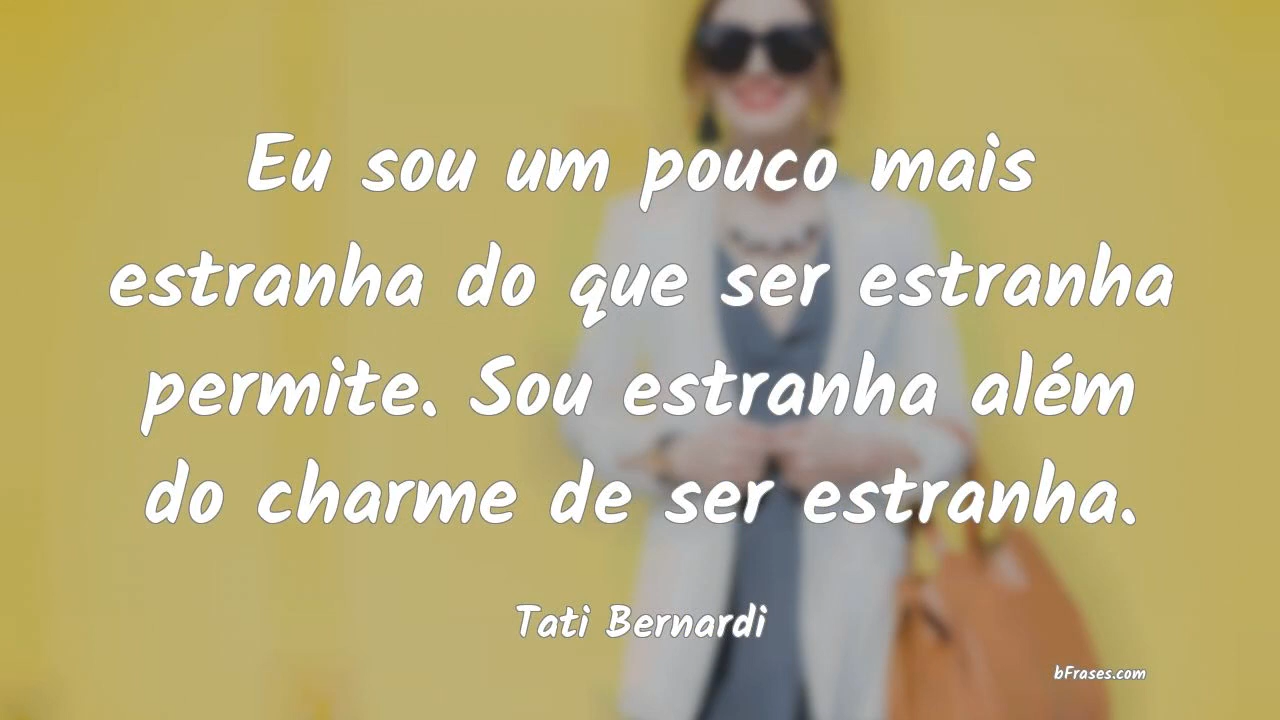 Eu sou um pouco mais
estranha do que ser estranha
permite. Sou estranha além
do charme de ser estranha.
Tati Bernardi
bFrases.com